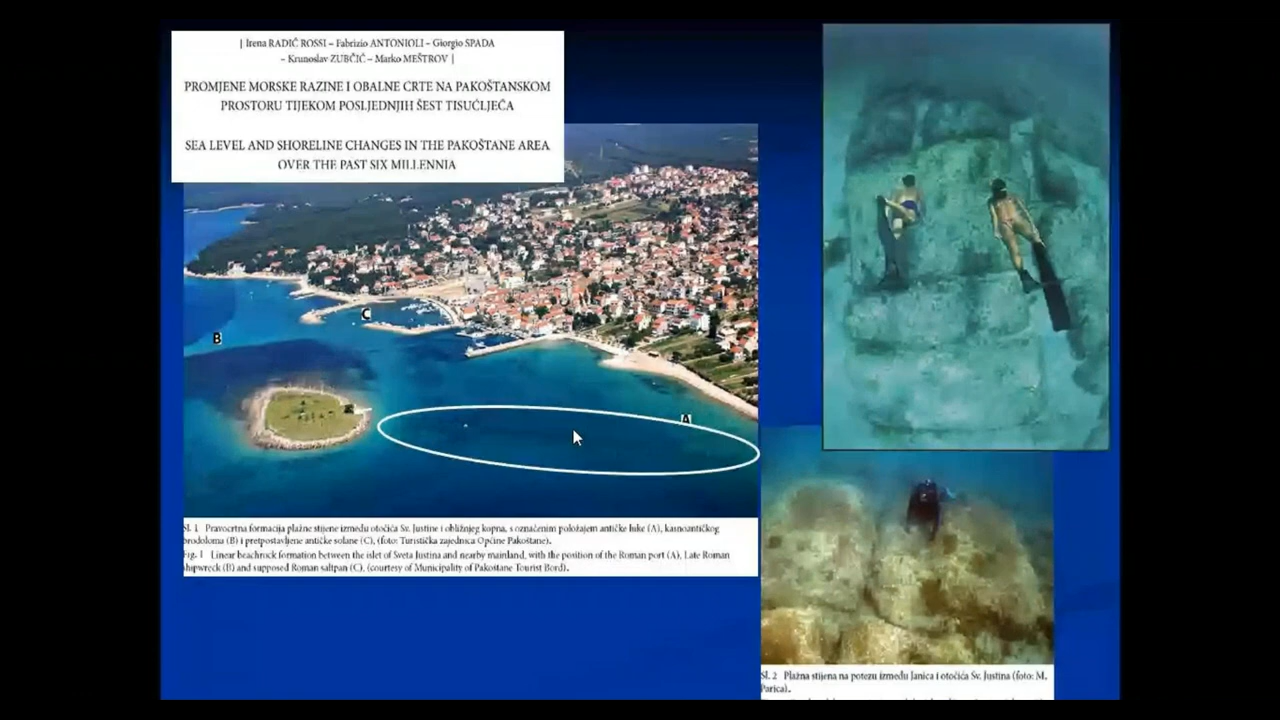 | Irena RADIĆ ROSSI – Fabrizio ANTONIOLI – Giorgio SPADA
– Krunoslav ZUBČIĆ – Marko MEŠTROV |
PROMJENE MORSKE RAZINE I OBALNE CRTE NA PAKOŠTANSKOM
PROSTORU TIJEKOM POSLJEDNJIH ŠEST TISUĆLJEĆA
SEA LEVEL AND SHORELINE CHANGES IN THE PAKOŠTANE AREA
OVER THE PAST SIX MILLENNIA
C
B
A
Sl. 1 Pravocrtna formacija plažne stijene između otočića Sv. Justine i obližnjeg kopna, s označenim položajem antičke luke (A), kasnoantičkog
brodoloma (B) i pretpostavljene antičke solane (C), (foto: Turistička zajednica Općine Pakoštane).
Fig. 1 Linear beachrock formation between the islet of Sveta Justina and nearby mainland, with the position of the Roman port (A), Late Roman
shipwreck (B) and supposed Roman saltpan (C), (courtesy of Municipality of Pakoštane Tourist Bord).
Sl. 2 Plažna stijena na potezu između Janica i otočića Sv. Justina (foto: M.
Parica).